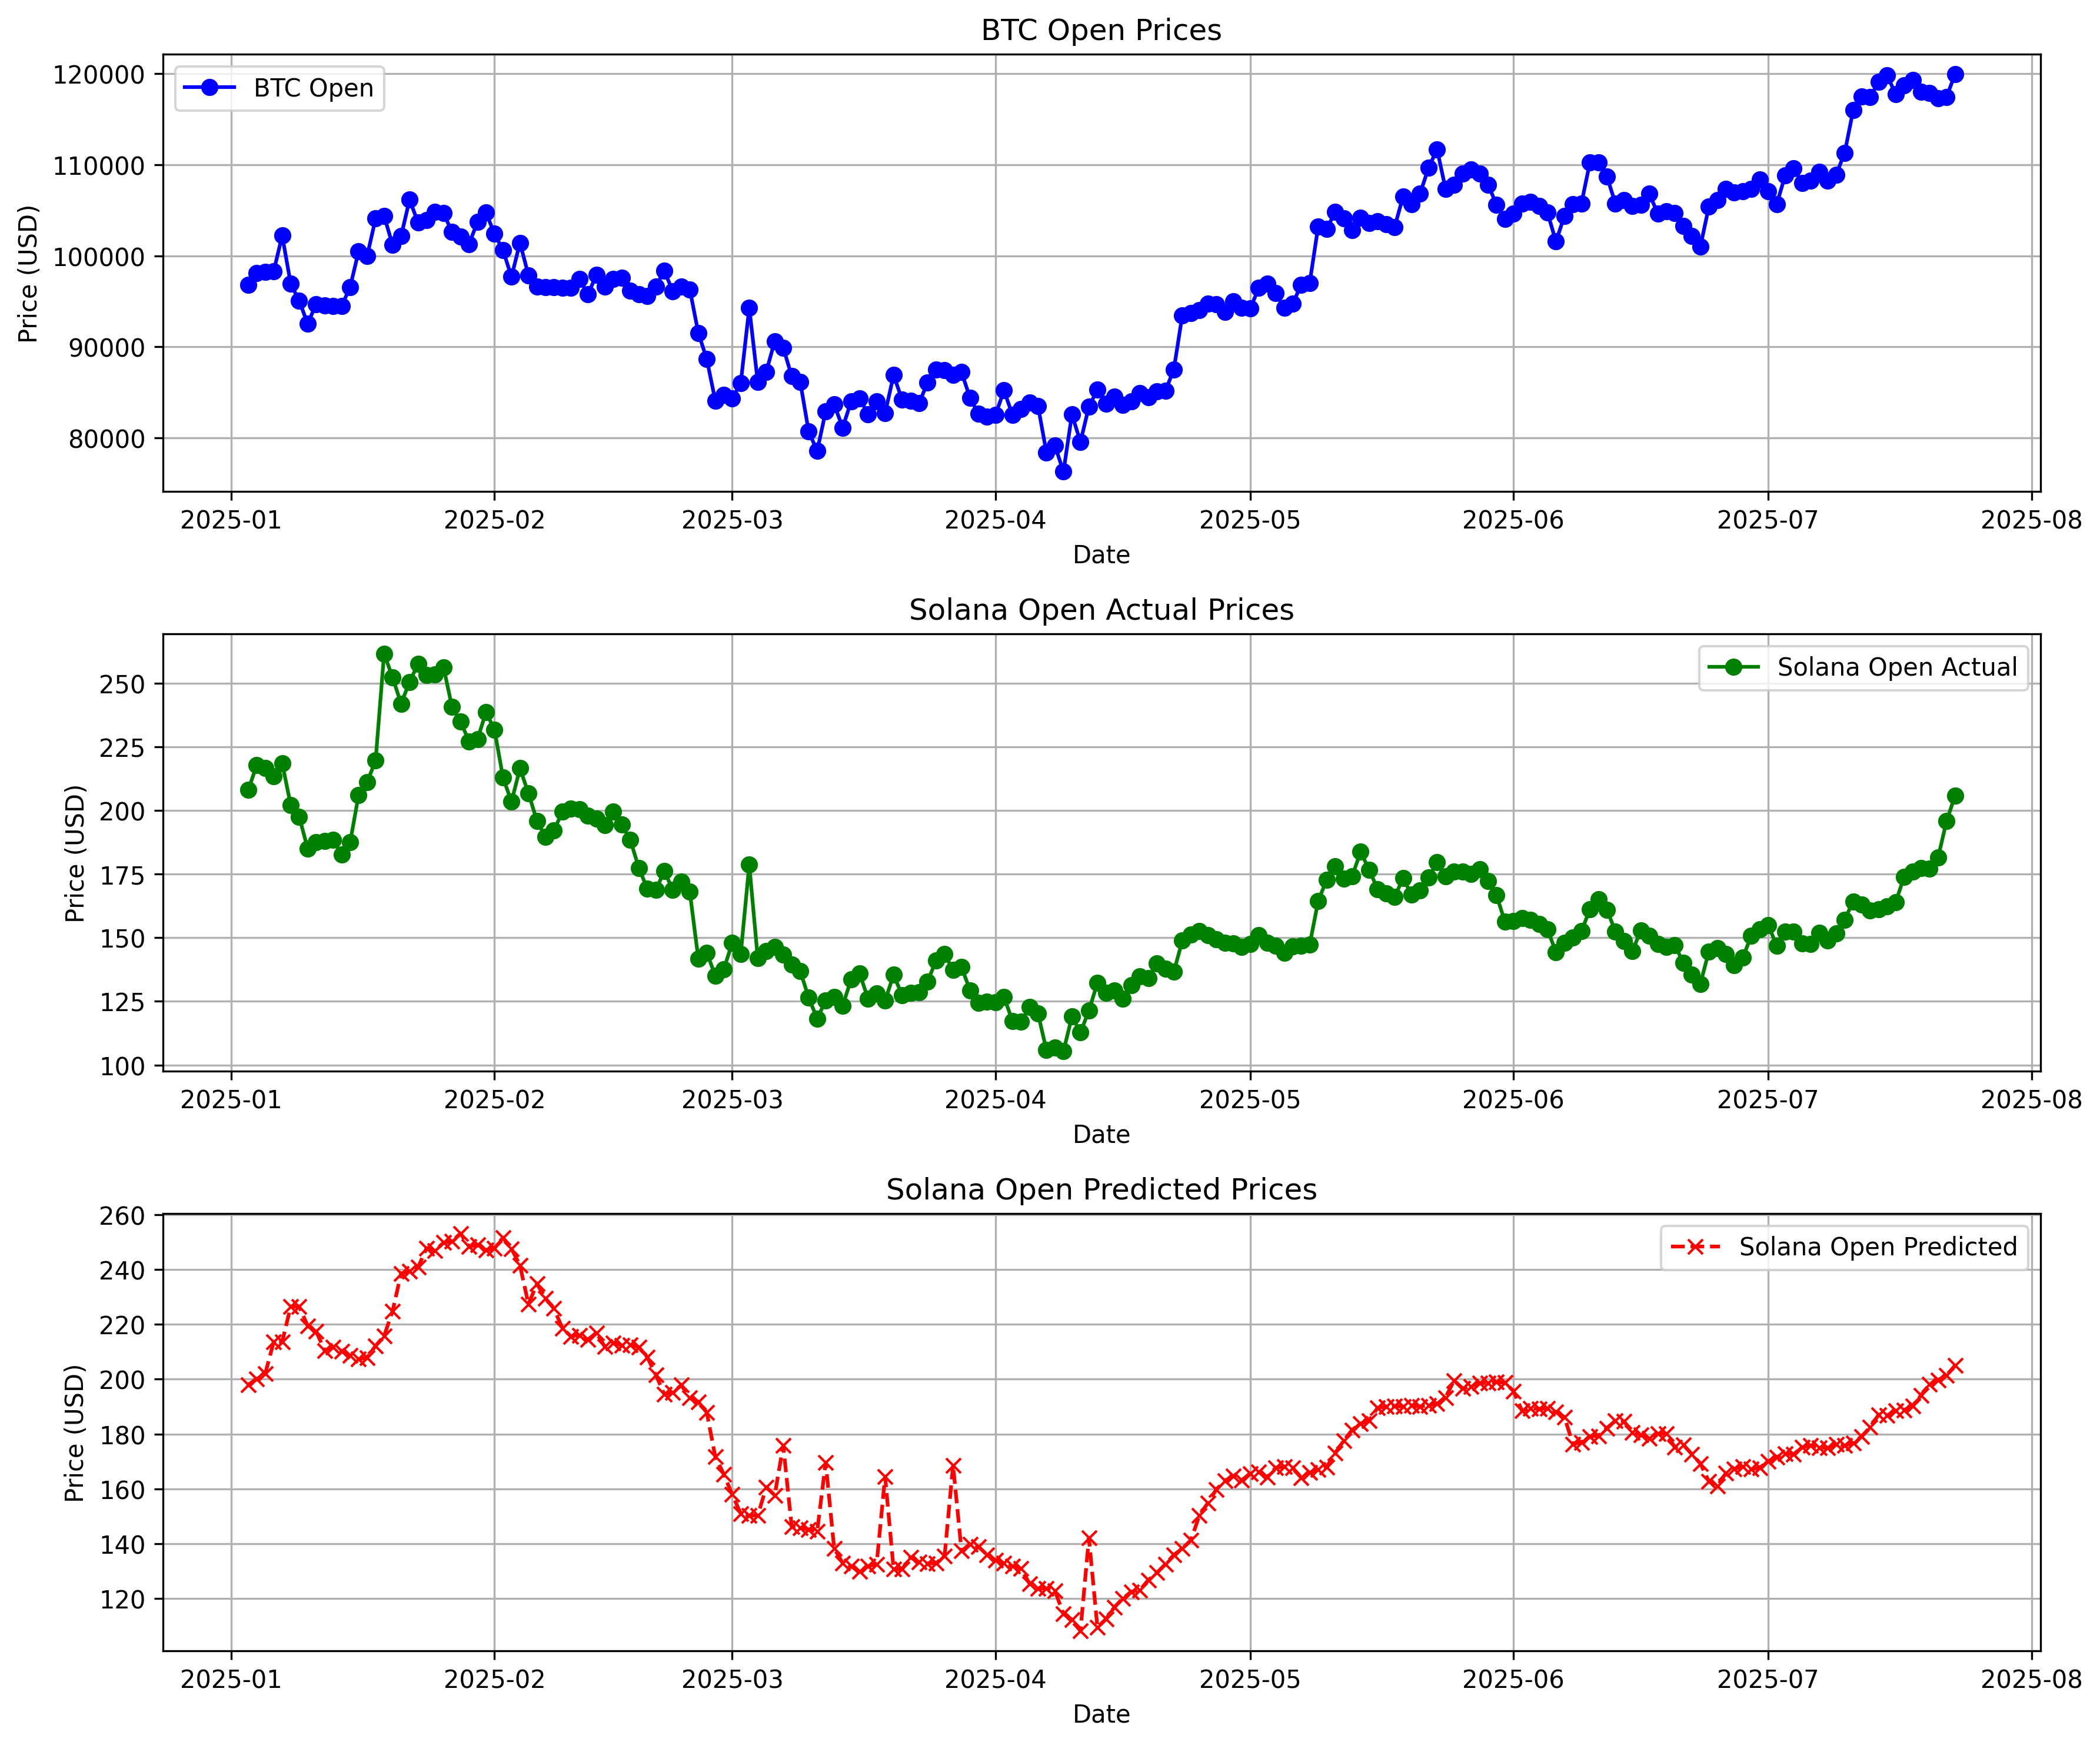 BTC Open Prices
BTC Open
120000
110000
100000
90000
80000
Price (USD)
2025-01 2025-02 2025-03 2025-04 2025-05 2025-06 2025-07 2025-08
Date
Solana Open Actual Prices
Solana Open Actual
250
225
200
175
150
125
100
Price (USD)
2025-01 2025-02 2025-03 2025-04 2025-05 2025-06 2025-07 2025-08
Date
Solana Open Predicted Prices
Solana Open Predicted
260
240
220
200
180
160
140
120
Price (USD)
2025-01 2025-02 2025-03 2025-04 2025-05 2025-06 2025-07 2025-08
Date